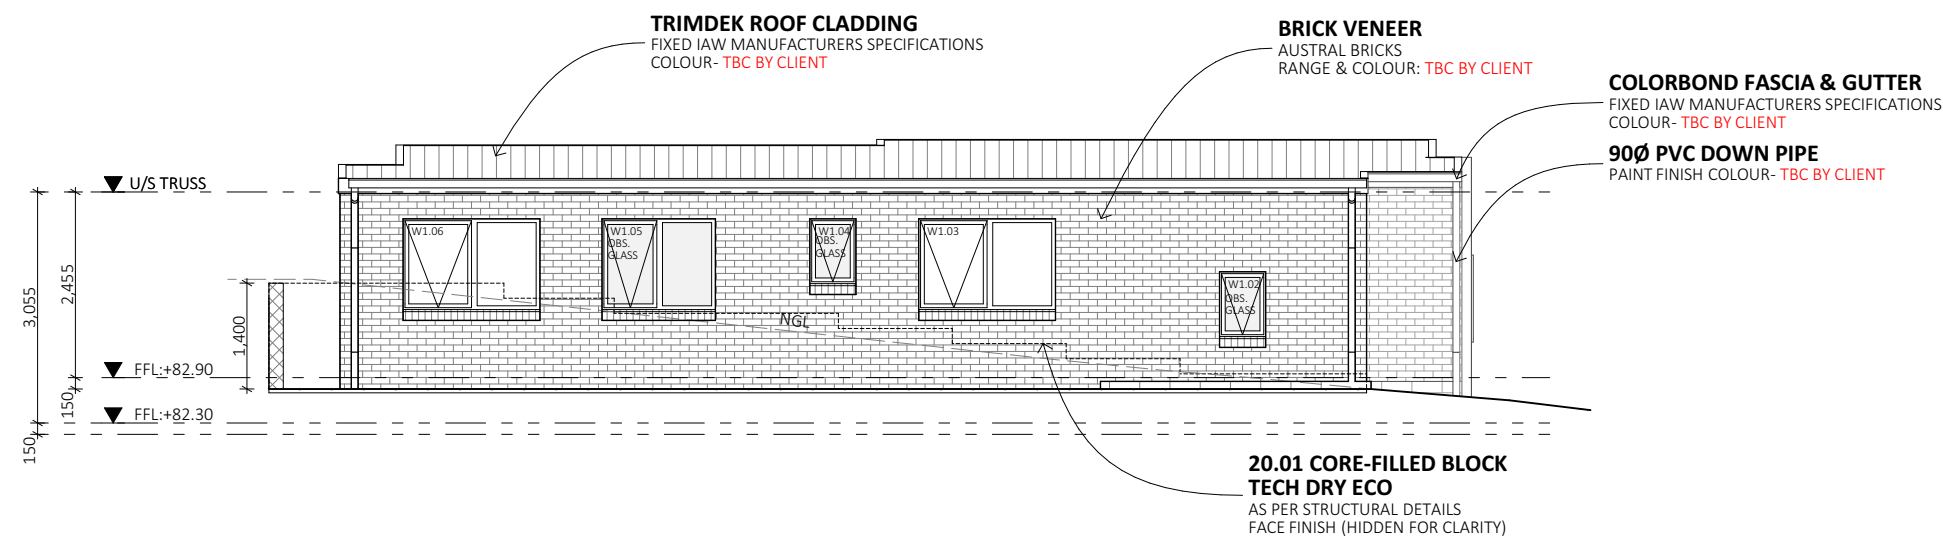 TRIMDEK ROOF CLADDING
FIXED IAW MANUFACTURERS SPECIFICATIONS
COLOUR- TBC BY CLIENT
BRICK VENEER
AUSTRAL BRICKS
RANGE & COLOUR: TBC BY CLIENT
COLORBOND FASCIA & GUTTER
FIXED IAW MANUFACTURERS SPECIFICATIONS
COLOUR- TBC BY CLIENT
90Ø PVC DOWN PIPE
PAINT FINISH COLOUR- TBC BY CLIENT
U/S TRUSS
W1.06
W1.05
OBS.
GLASS
W1.04
OBS.
GLASS
W1.03
W1.02
OBS.
GLASS
3,055
2,455
1,400
NGL
FFL:+82.90
150
FFL:+82.30
150
20.01 CORE-FILLED BLOCK
TECH DRY ECO
AS PER STRUCTURAL DETAILS
FACE FINISH (HIDDEN FOR CLARITY)